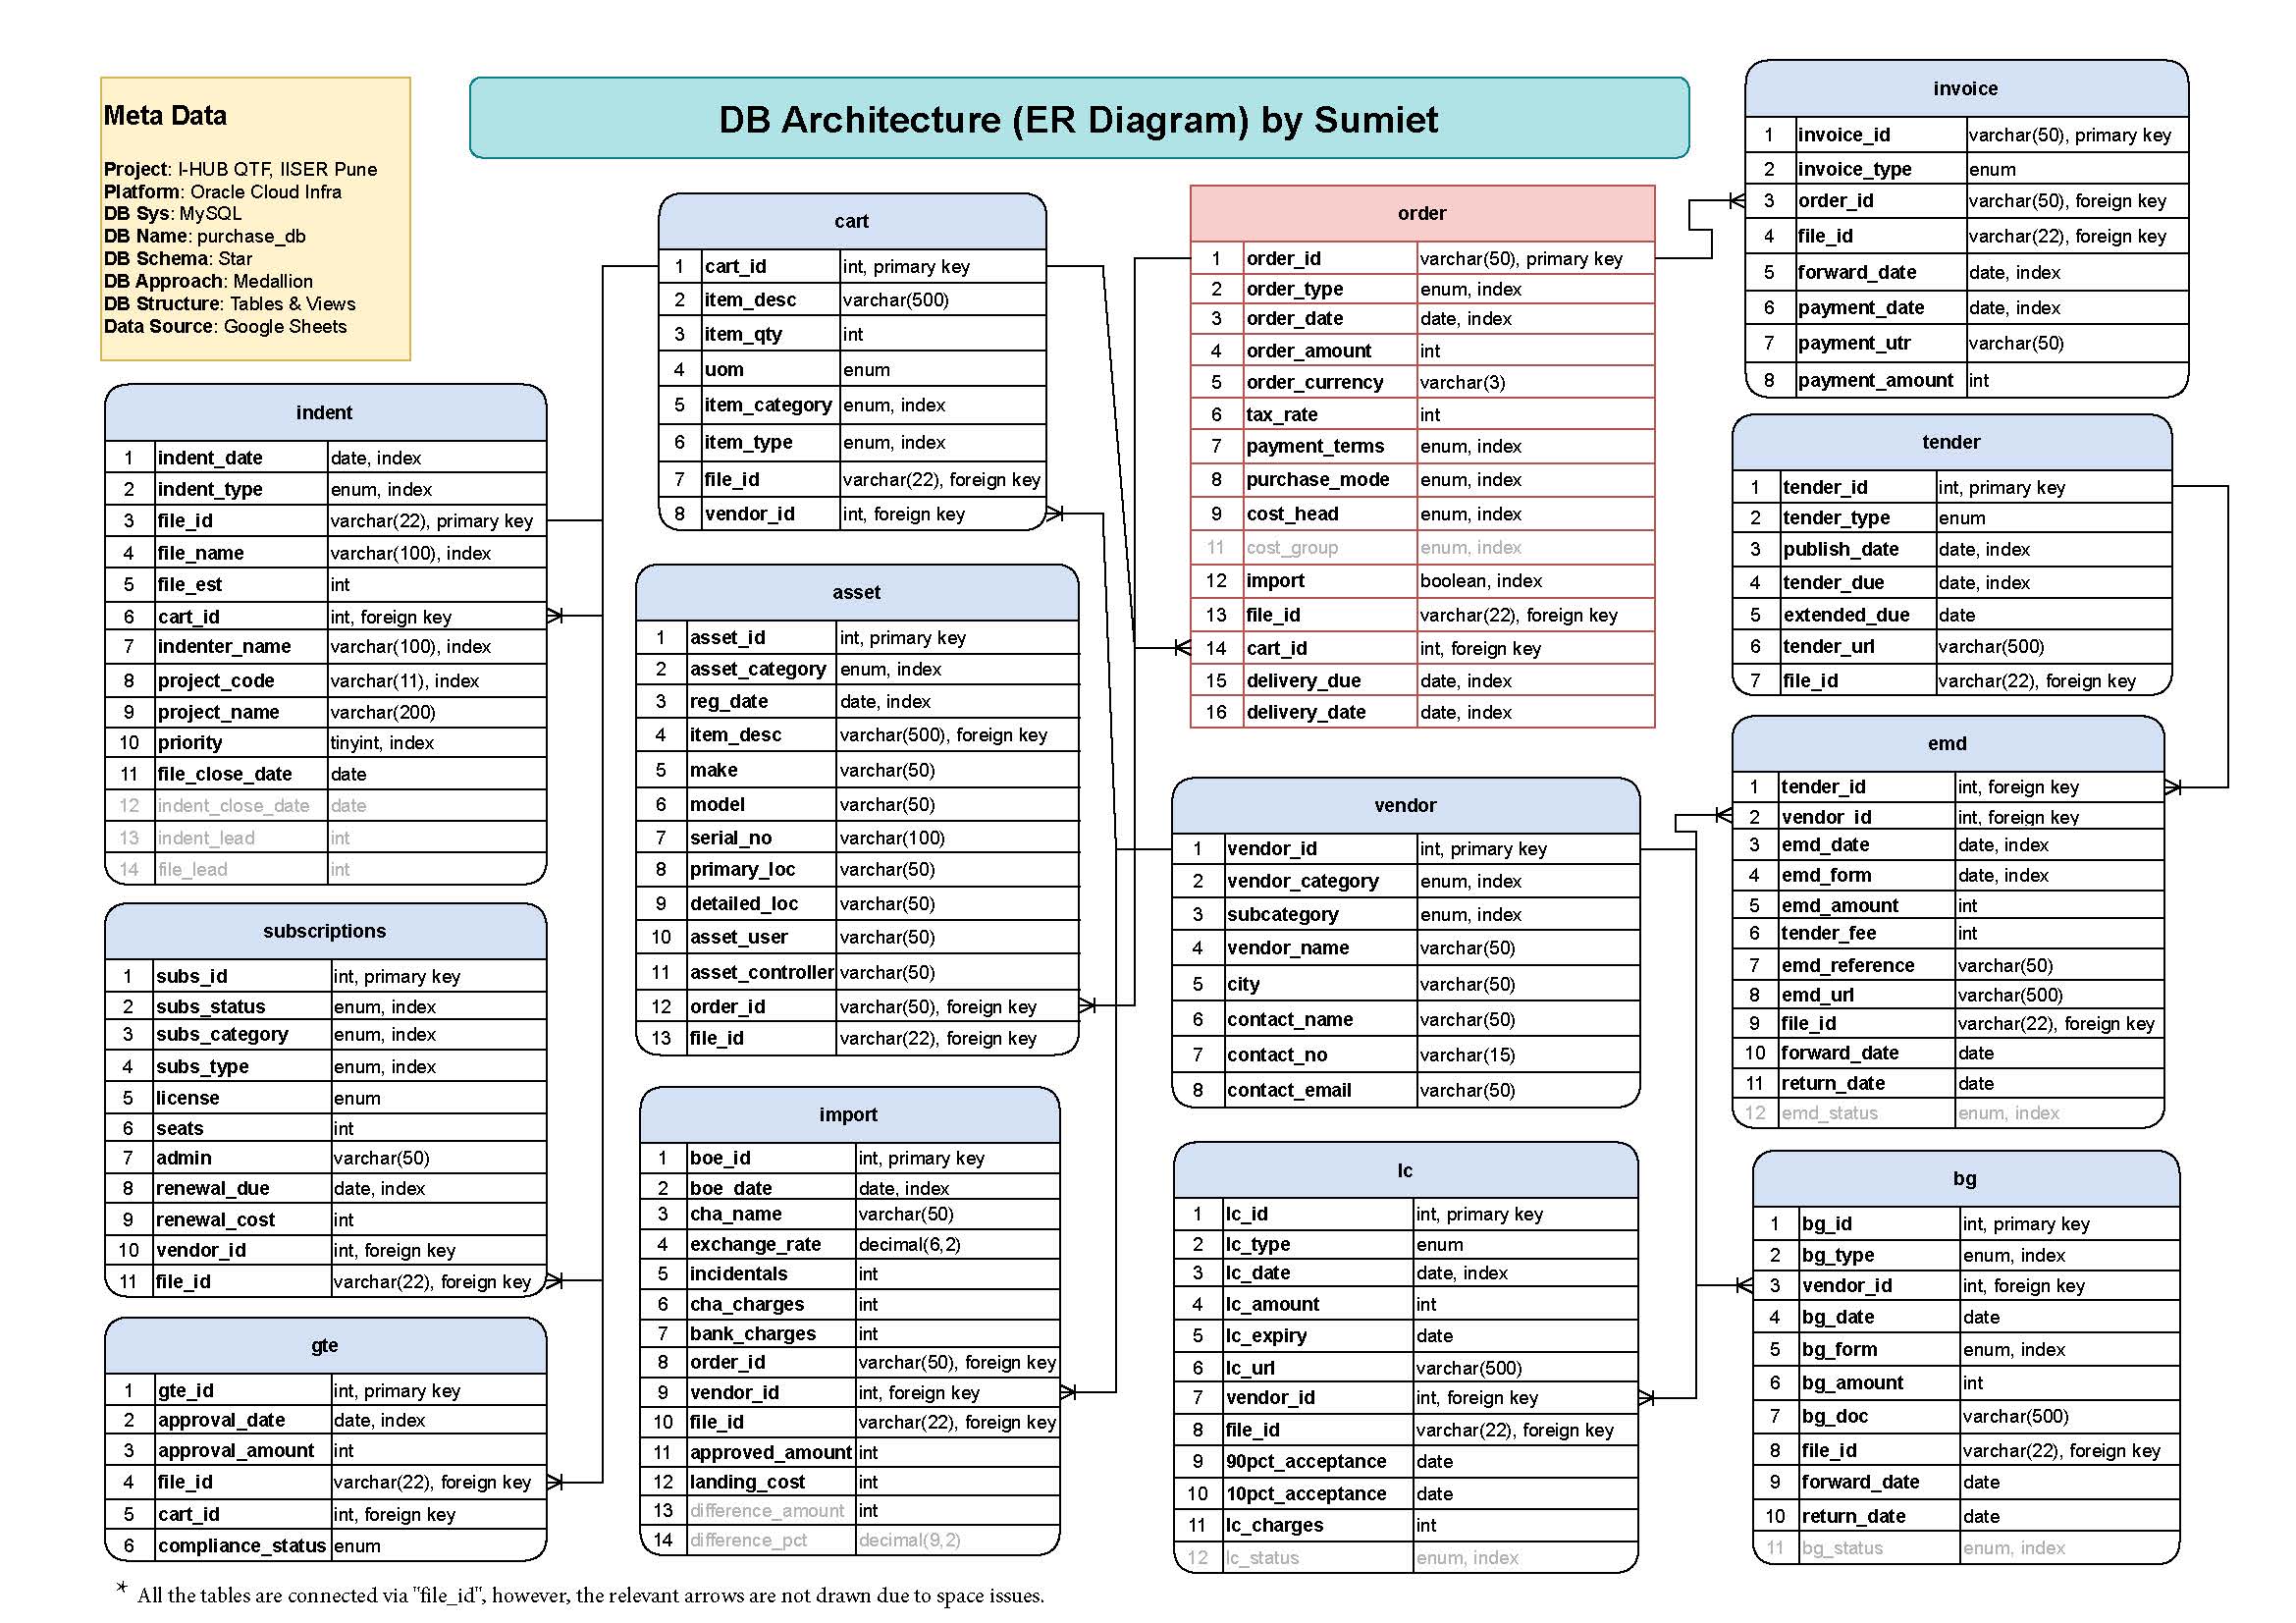 DB Architecture (ER Diagram) by Sumiet
Meta Data
Project: I-HUB QTF, IISER Pune
Platform: Oracle Cloud Infra
DB Sys: MySQL
DB Name: purchase_db
DB Schema: Star
DB Approach: Medallion
DB Structure: Tables & Views
Data Source: Google Sheets
indent
1 indent_date date, index
2 indent_type enum, index
3 file_id varchar(22), primary key
4 file_name varchar(100), index
5 file_est int
6 cart_id int, foreign key
7 indenter_name varchar(100), index
8 project_code varchar(11), index
9 project_name varchar(200)
10 priority tinyint, index
11 file_close_date date
12 indent_close_date date
13 indent_lead int
14 file_lead int
subscriptions
1 subs_id int, primary key
2 subs_status enum, index
3 subs_category enum, index
4 subs_type enum, index
5 license enum
6 seats int
7 admin varchar(50)
8 renewal_due date, index
9 renewal_cost int
10 vendor_id int, foreign key
11 file_id varchar(22), foreign key
gte
1 gte_id int, primary key
2 approval_date date, index
3 approval_amount int
4 file_id varchar(22), foreign key
5 cart_id int, foreign key
6 compliance_status enum
cart
1 cart_id int, primary key
2 item_desc varchar(500)
3 item_qty int
4 uom enum
5 item_category enum, index
6 item_type enum, index
7 file_id varchar(22), foreign key
8 vendor_id int, foreign key
asset
1 asset_id int, primary key
2 asset_category enum, index
3 reg_date date, index
4 item_desc varchar(500), foreign key
5 make varchar(50)
6 model varchar(50)
7 serial_no varchar(100)
8 primary_loc varchar(50)
9 detailed_loc varchar(50)
10 asset_user varchar(50)
11 asset_controller varchar(50)
12 order_id varchar(50), foreign key
13 file_id varchar(22), foreign key
import
1 boe_id int, primary key
2 boe_date date, index
3 cha_name varchar(50)
4 exchange_rate decimal(6,2)
5 incidentals int
6 cha_charges int
7 bank_charges int
8 order_id varchar(50), foreign key
9 vendor_id int, foreign key
10 file_id varchar(22), foreign key
11 approved_amount int
12 landing_cost int
13 difference_amount int
14 difference_pct decimal(9,2)
order
1 order_id varchar(50), primary key
2 order_type enum, index
3 order_date date, index
4 order_amount int
5 order_currency varchar(3)
6 tax_rate int
7 payment_terms enum, index
8 purchase_mode enum, index
9 cost_head enum, index
11 cost_group enum, index
12 import boolean, index
13 file_id varchar(22), foreign key
14 cart_id int, foreign key
15 delivery_due date, index
16 delivery_date date, index
vendor
1 vendor_id int, primary key
2 vendor_category enum, index
3 subcategory enum, index
4 vendor_name varchar(50)
5 city varchar(50)
6 contact_name varchar(50)
7 contact_no varchar(15)
8 contact_email varchar(50)
lc
1 lc_id int, primary key
2 lc_type enum
3 lc_date date, index
4 lc_amount int
5 lc_expiry date
6 lc_url varchar(500)
7 vendor_id int, foreign key
8 file_id varchar(22), foreign key
9 90pct_acceptance date
10 10pct_acceptance date
11 lc_charges int
12 lc_status enum, index
invoice
1 invoice_id varchar(50), primary key
2 invoice_type enum
3 order_id varchar(50), foreign key
4 file_id varchar(22), foreign key
5 forward_date date, index
6 payment_date date, index
7 payment_utr varchar(50)
8 payment_amount int
tender
1 tender_id int, primary key
2 tender_type enum
3 publish_date date, index
4 tender_due date, index
5 extended_due date
6 tender_url varchar(500)
7 file_id varchar(22), foreign key
emd
1 tender_id int, foreign key
2 vendor_id int, foreign key
3 emd_date date, index
4 emd_form date, index
5 emd_amount int
6 tender_fee int
7 emd_reference varchar(50)
8 emd_url varchar(500)
9 file_id varchar(22), foreign key
10 forward_date date
11 return_date date
12 emd_status enum, index
bg
1 bg_id int, primary key
2 bg_type enum, index
3 vendor_id int, foreign key
4 bg_date date
5 bg_form enum, index
6 bg_amount int
7 bg_doc varchar(500)
8 file_id varchar(22), foreign key
9 forward_date date
10 return_date date
11 bg_status enum, index
* All the tables are connected via "file_id", however, the relevant arrows are not drawn due to space issues.